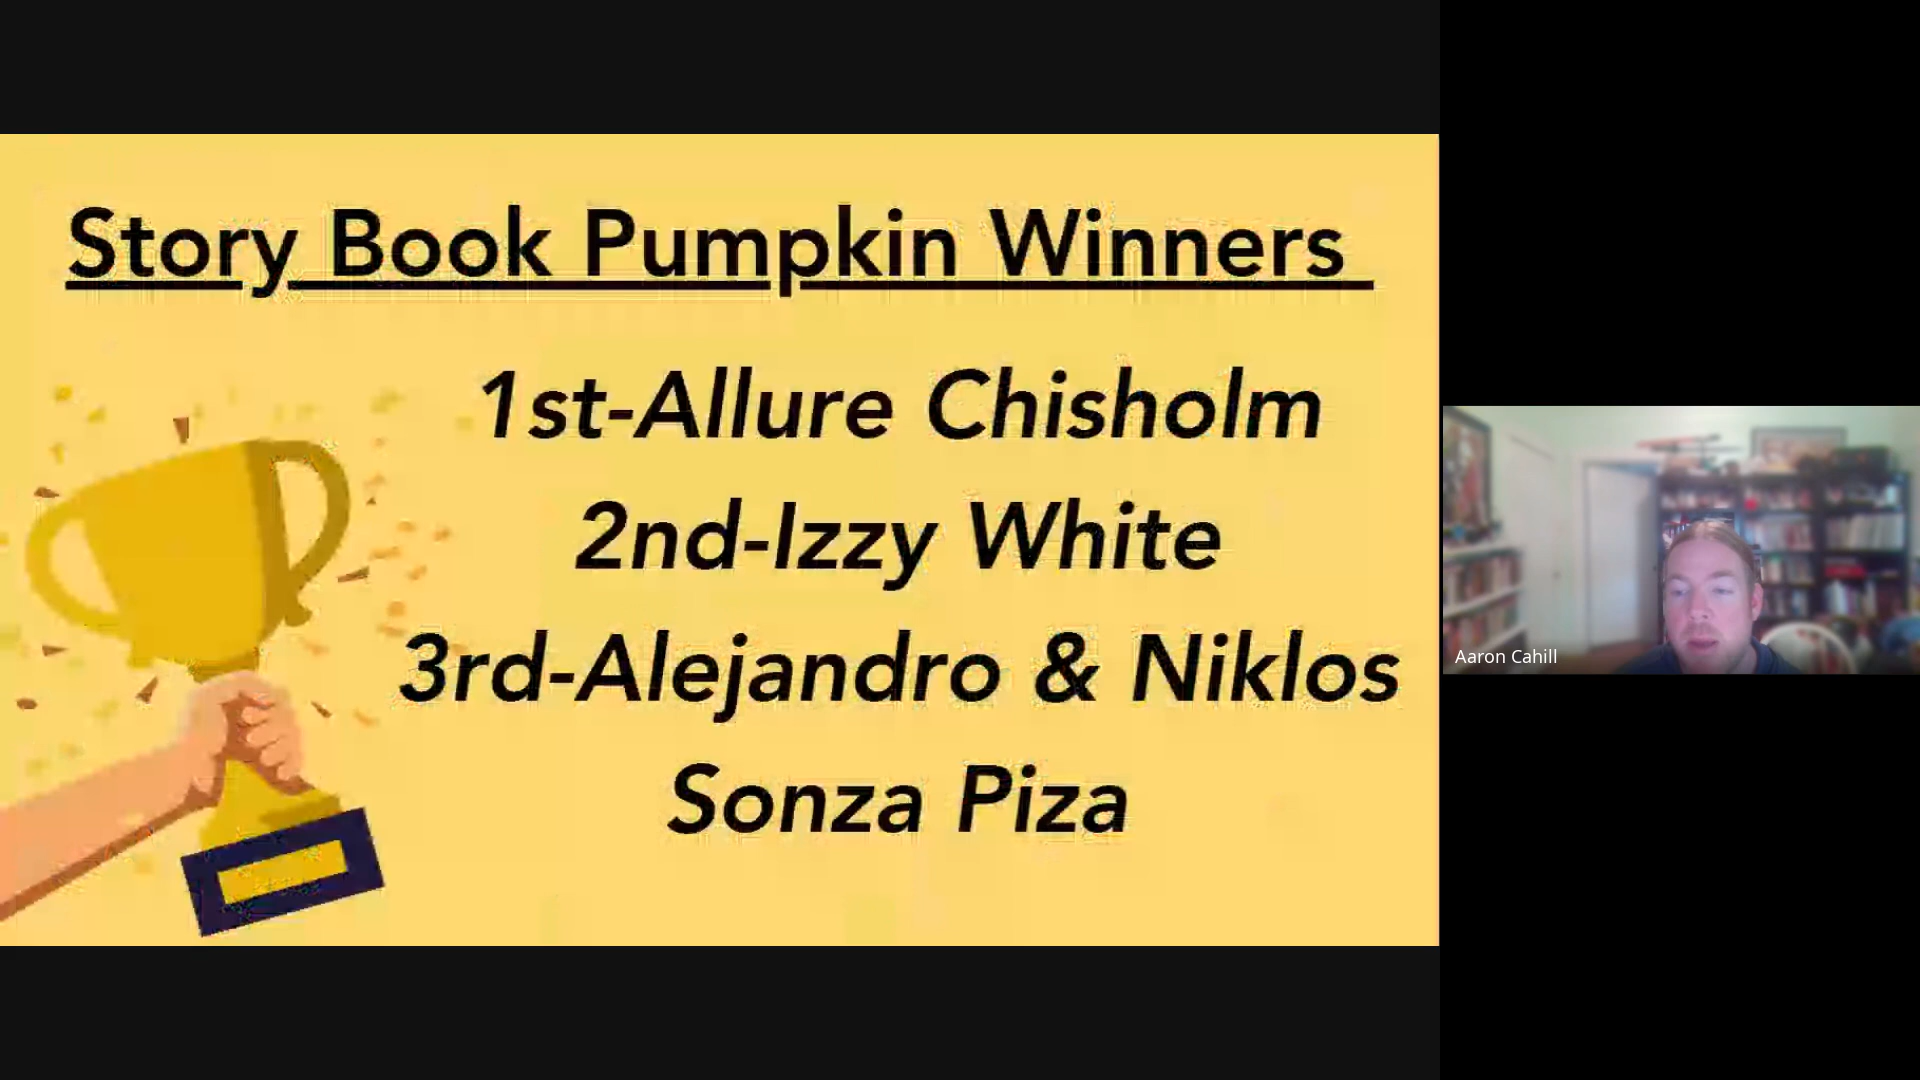 Story Book Pumpkin Winners
1st-Allure Chisholm
2nd-Izzy White
3rd-Alejandro & Niklos
Sonza Piza
Aaron Cahill